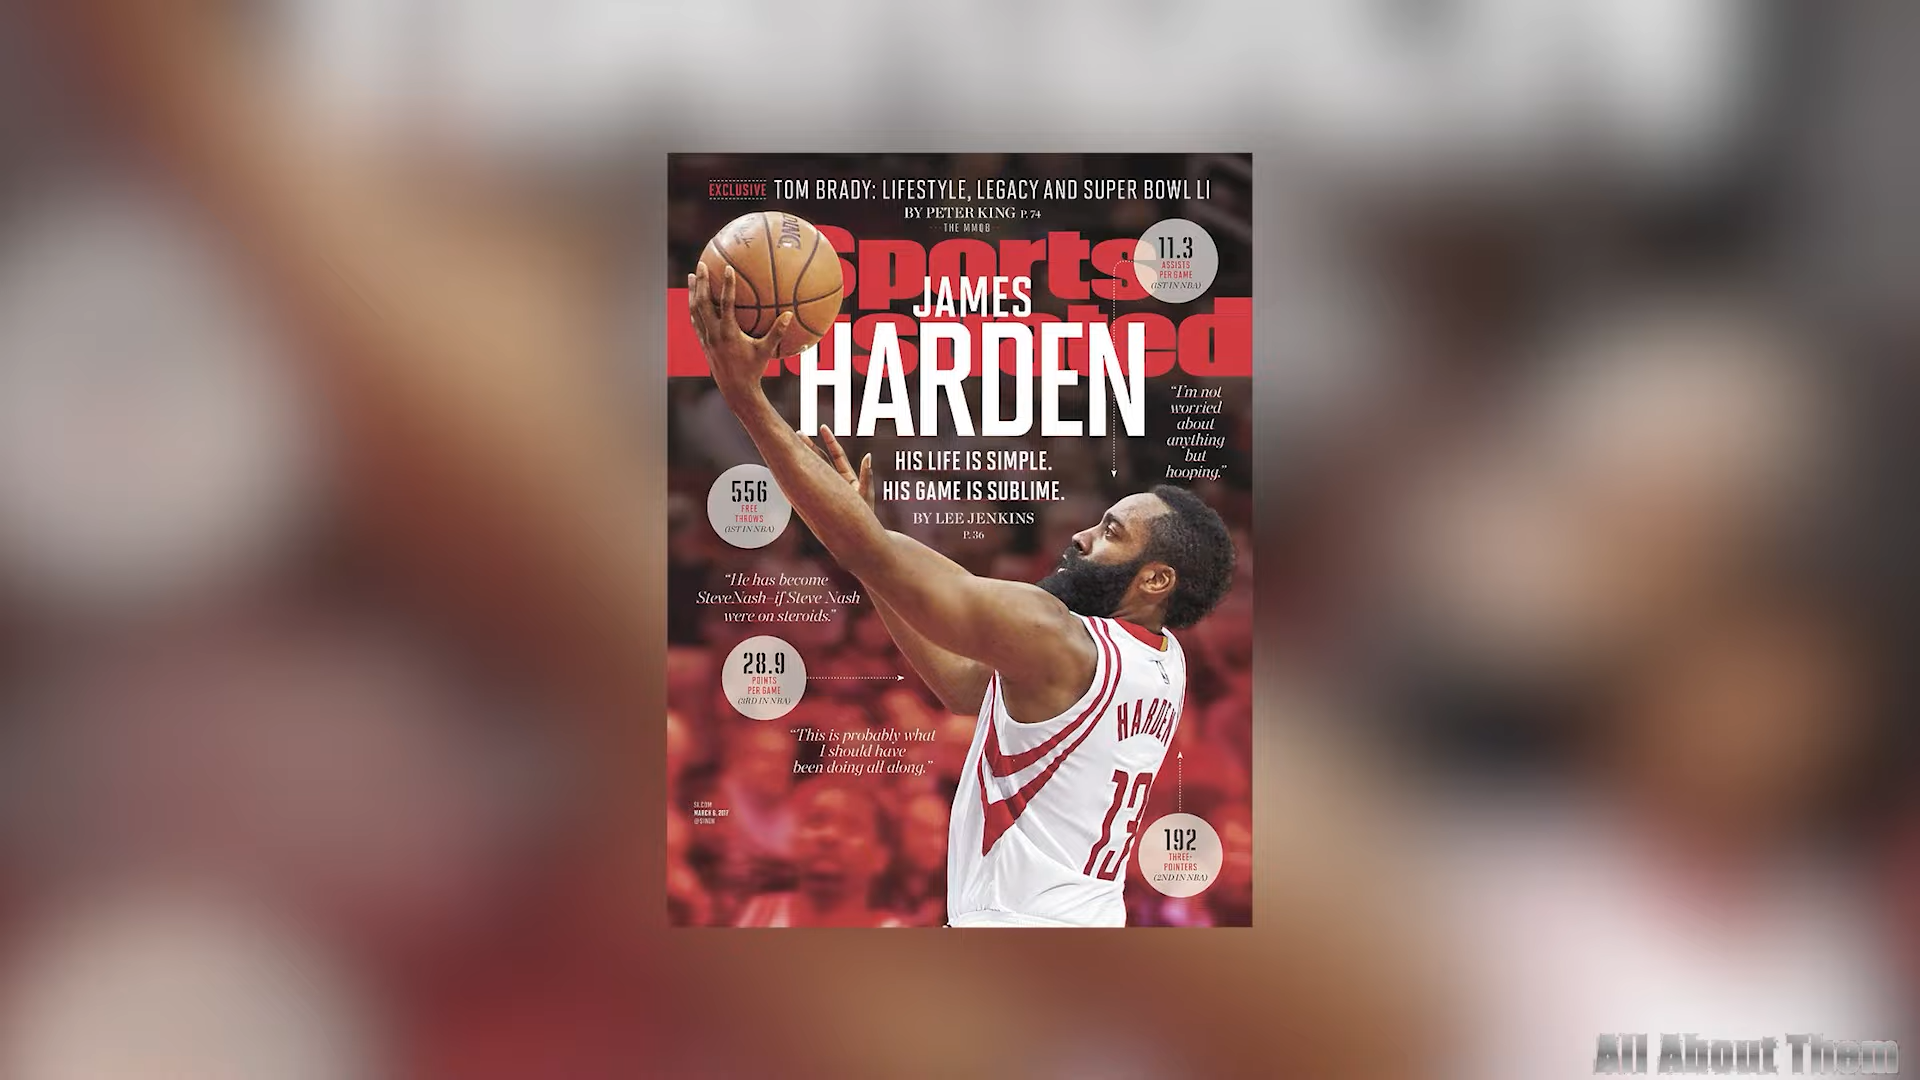 EXCLUSIVE TOM BRADY: LIFESTYLE, LEGACY AND SUPER BOWL LI
BY PETER KING P. 74
THE MMQB
Sports
Illustrated
JAMES
HARDEN
HIS LIFE IS SIMPLE.
HIS GAME IS SUBLIME.
BY LEE JENKINS
P. 36
11.3
ASSISTS
PER GAME
(1ST IN NBA)
“I’m not
worried
about
anything
but
hooping.”
556
FREE
THROWS
(1ST IN NBA)
“He has become
Steve Nash–if Steve Nash
were on steroids.”
28.9
POINTS
PER GAME
(3RD IN NBA)
“This is probably what
I should have
been doing all along.”
SI.COM
MARCH 6, 2017
HARDEN
13
192
THREE-
POINTERS
(2ND IN NBA)
All About Them